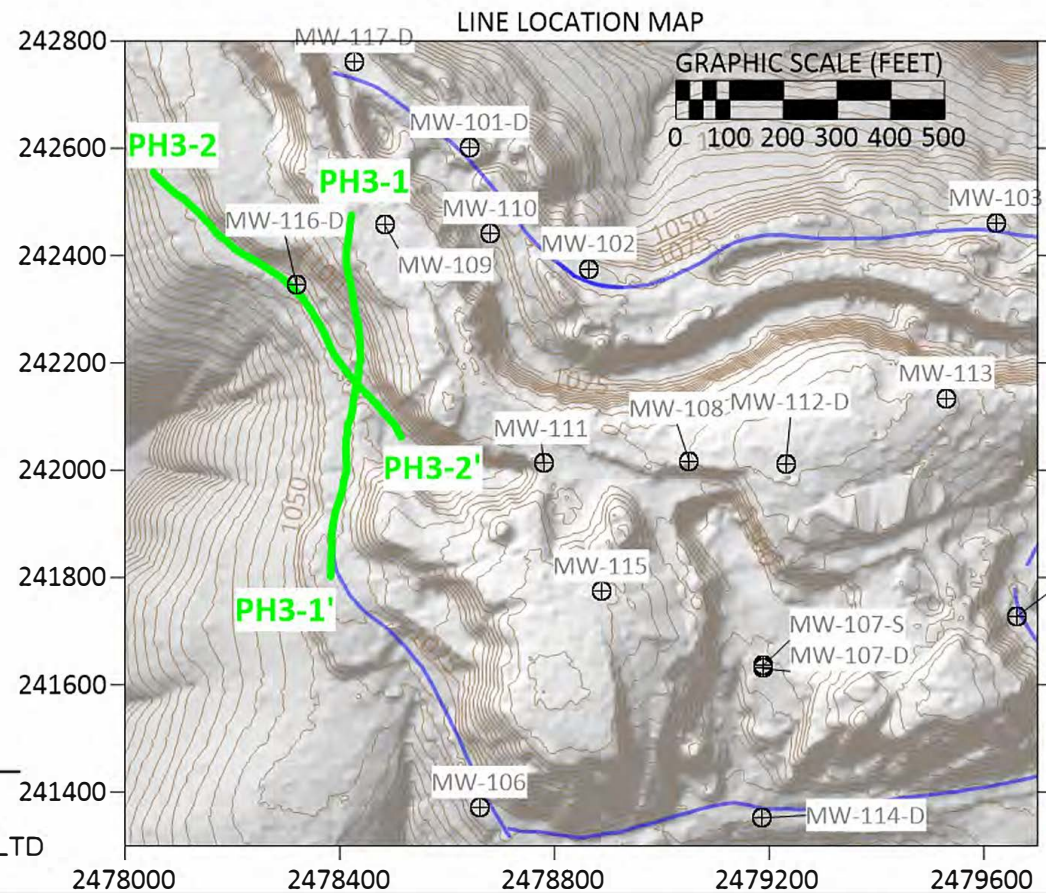 LINE LOCATION MAP
242800
MW-117-D
GRAPHIC SCALE (FEET)
0 100 200 300 400 500
MW-101-D
242600
PH3-2
PH3-1
MW-103
MW-116-D
MW-110
1050
1075
242400
MW-102
MW-109
242200
1075
MW-113
MW-108
MW-112-D
MW-111
PH3-2'
242000
1050
241800
MW-115
PH3-1'
MW-107-S
MW-107-D
241600
MW-106
241400
MW-114-D
LTD
2478000 2478400 2478800 2479200 2479600